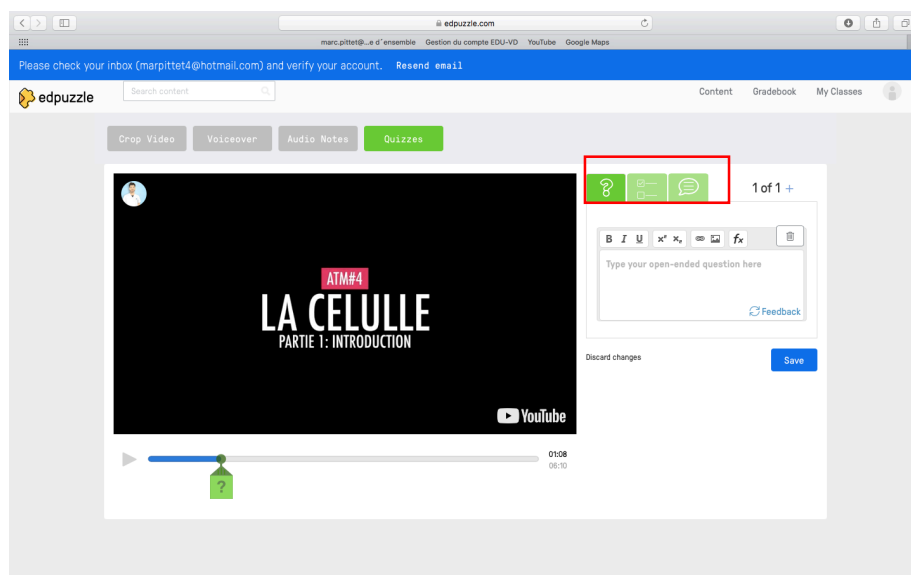 edpuzzle.com
marc.pittet@...e d'ensemble Gestion du compte EDU-VD YouTube Google Maps
Please check your inbox (marpittet4@hotmail.com) and verify your account. Resend email
edpuzzle Search content Content Gradebook My Classes
Crop Video Voiceover Audio Notes Quizzes
? 1 of 1 +
B I U x² xₙ fx
Type your open-ended question here
Feedback
Discard changes Save
ATM#4
LA CELULLE
PARTIE 1: INTRODUCTION
YouTube
01:08
06:10
?